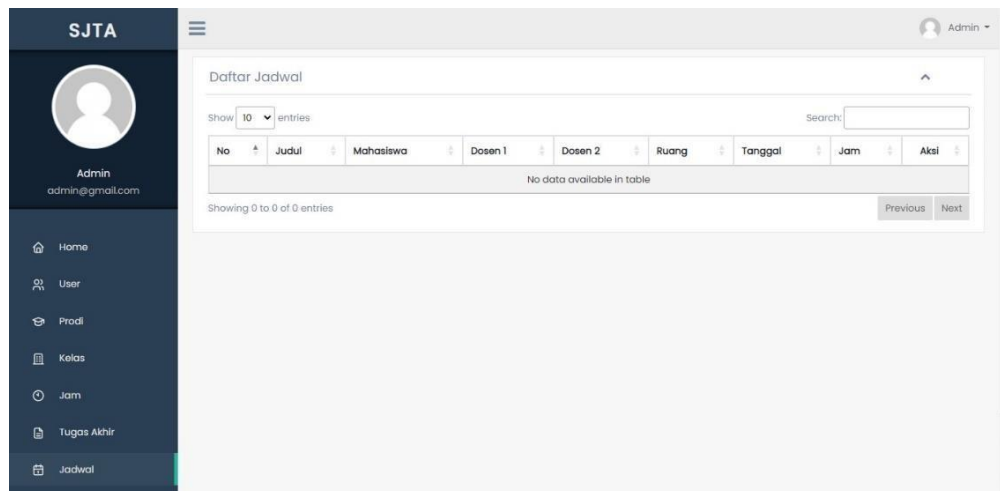 SJTA
Admin
Admin
admin@gmail.com
Home
User
Prodi
Kelas
Jam
Tugas Akhir
Jadwal
Daftar Jadwal
Show 10 entries Search:
No Judul Mahasiswa Dosen 1 Dosen 2 Ruang Tanggal Jam Aksi
No data available in table
Showing 0 to 0 of 0 entries Previous Next